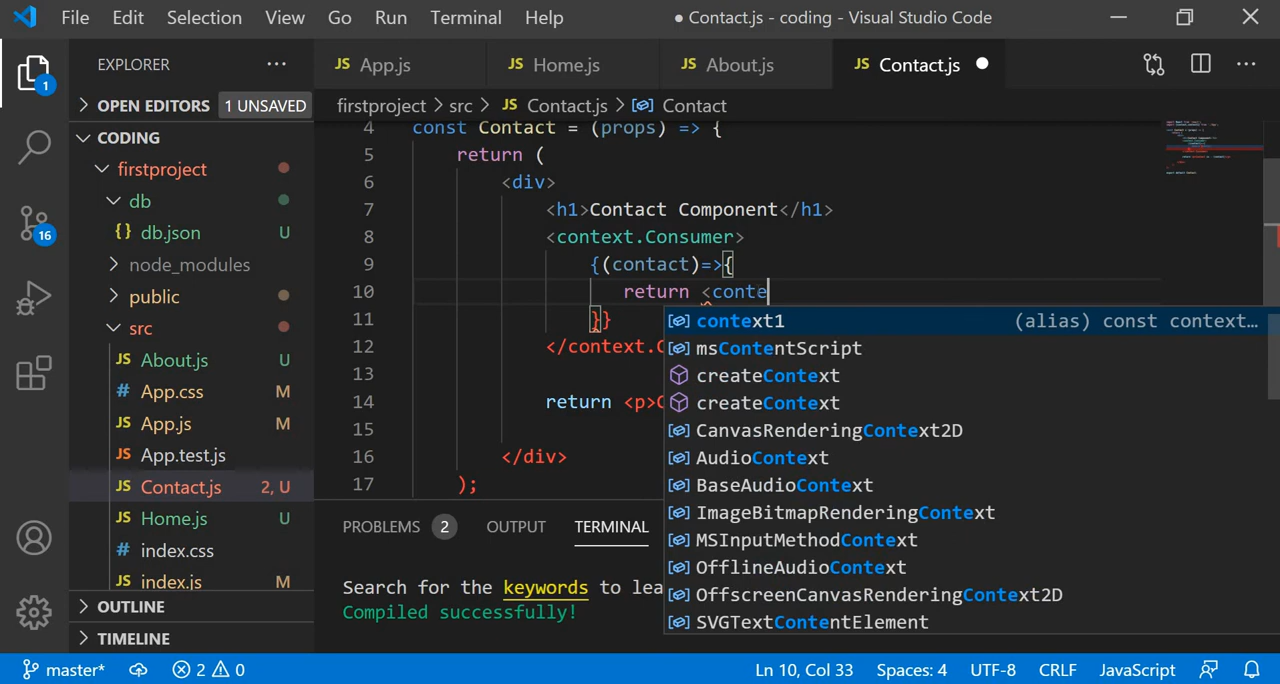 File Edit Selection View Go Run Terminal Help
● Contact.js - coding - Visual Studio Code
EXPLORER ···
JS App.js JS Home.js JS About.js JS Contact.js ●
OPEN EDITORS 1 UNSAVED
firstproject > src > JS Contact.js > Contact
CODING
firstproject
db
{} db.json U
node_modules
public
src
JS About.js U
# App.css M
JS App.js M
JS App.test.js
JS Contact.js 2, U
JS Home.js U
# index.css
JS index.js M
OUTLINE
TIMELINE
1
16
4 const Contact = (props) => {
5 return (
6 <div>
7 <h1>Contact Component</h1>
8 <context.Consumer>
9 {(contact)=>{
10 return <conte
11 }}
12 </context.C
13
14 return <p>C
15
16 </div>
17 );
context1 (alias) const context…
msContentScript
createContext
createContext
CanvasRenderingContext2D
AudioContext
BaseAudioContext
ImageBitmapRenderingContext
MSInputMethodContext
OfflineAudioContext
OffscreenCanvasRenderingContext2D
SVGTextContentElement
PROBLEMS 2 OUTPUT TERMINAL
Search for the keywords to lea
Compiled successfully!
master* 2 0 Ln 10, Col 33 Spaces: 4 UTF-8 CRLF JavaScript